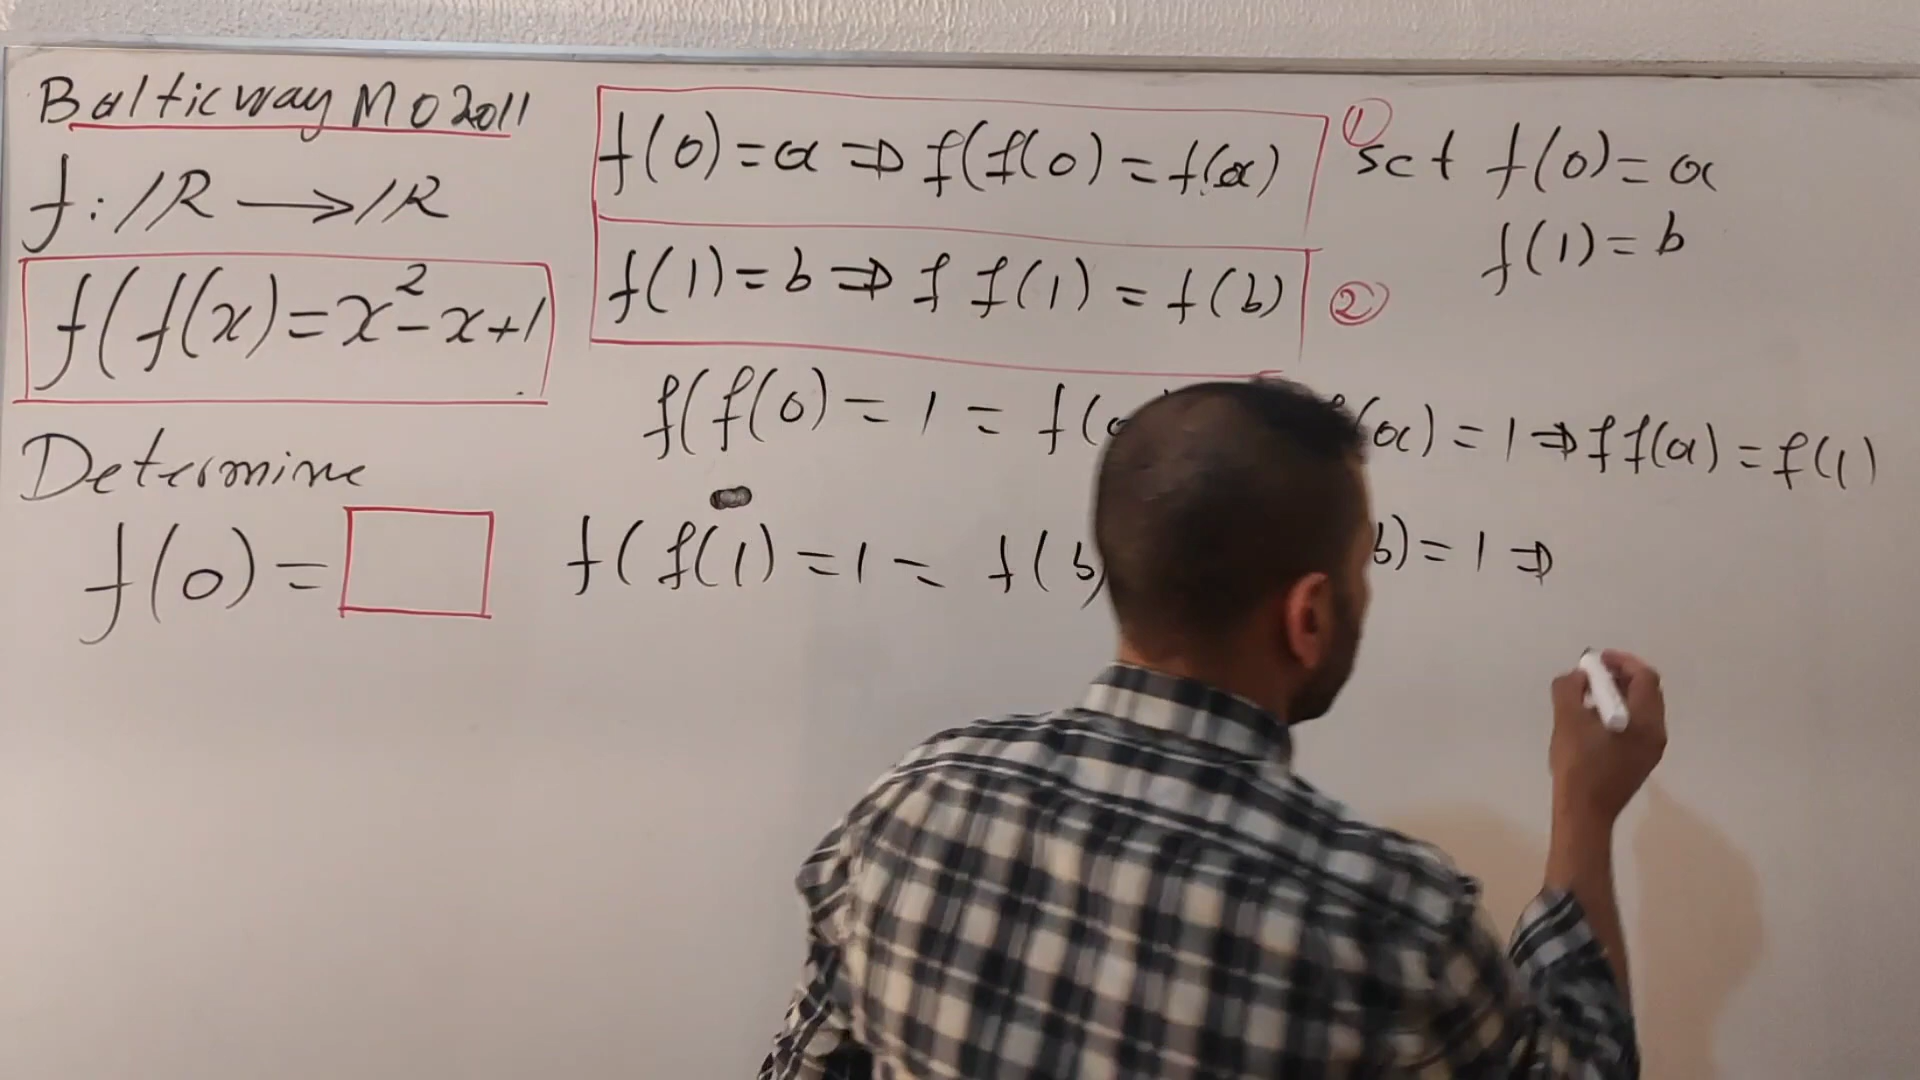 Balticway MO 2011
f: ℝ → ℝ
f(f(x) = x² - x + 1
Determine
f(0) =
f(0) = a ⇒ f(f(0) = f(a)
f(1) = b ⇒ f f(1) = f(b)
① set f(0) = a
f(1) = b
②
f(f(0) = 1 = f( (a) = 1 ⇒ f f(a) = f(1)
f(f(1) = 1 = f(b) b) = 1 ⇒